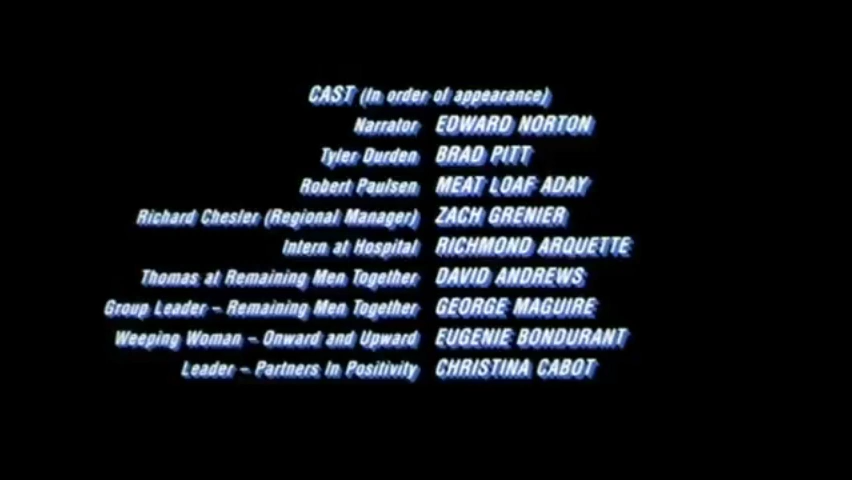 CAST (In order of appearance)
Narrator EDWARD NORTON
Tyler Durden BRAD PITT
Robert Paulsen MEAT LOAF ADAY
Richard Chesler (Regional Manager) ZACH GRENIER
Intern at Hospital RICHMOND ARQUETTE
Thomas at Remaining Men Together DAVID ANDREWS
Group Leader – Remaining Men Together GEORGE MAGUIRE
Weeping Woman – Onward and Upward EUGENIE BONDURANT
Leader – Partners In Positivity CHRISTINA CABOT